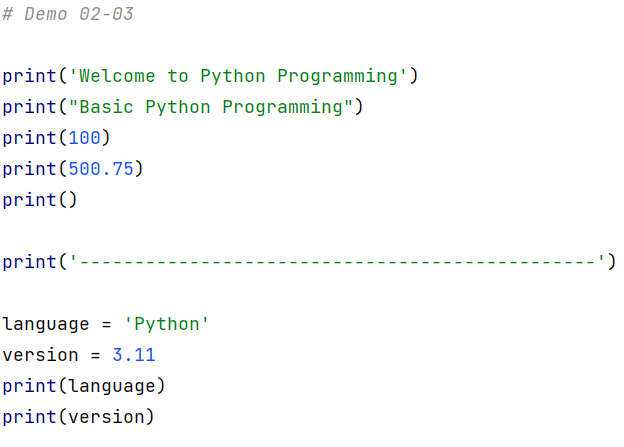 # Demo 02-03
print('Welcome to Python Programming')
print("Basic Python Programming")
print(100)
print(500.75)
print()
print('-----------------------------------------------')
language = 'Python'
version = 3.11
print(language)
print(version)